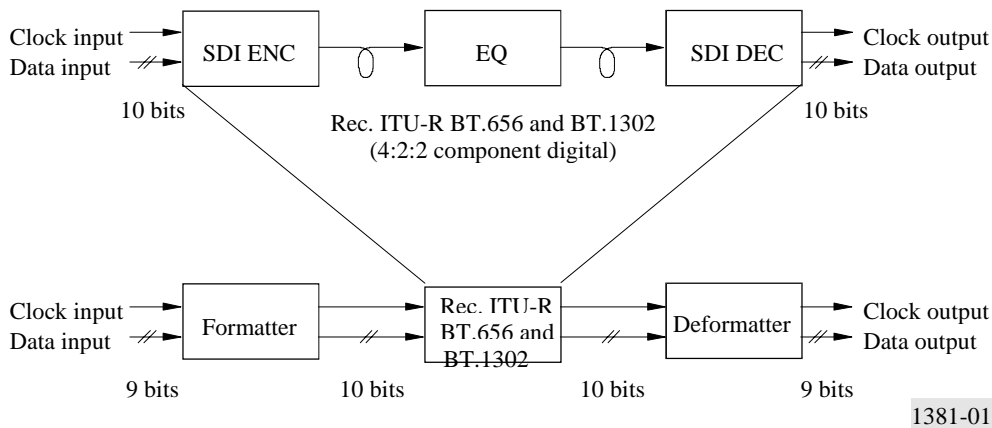 Clock input
Data input
SDI ENC
EQ
SDI DEC
Clock output
Data output
10 bits
10 bits
Rec. ITU-R BT.656 and BT.1302
(4:2:2 component digital)
Clock input
Data input
Formatter
Rec. ITU-R
BT.656 and
BT.1302
Deformatter
Clock output
Data output
9 bits
10 bits
10 bits
9 bits
1381-01